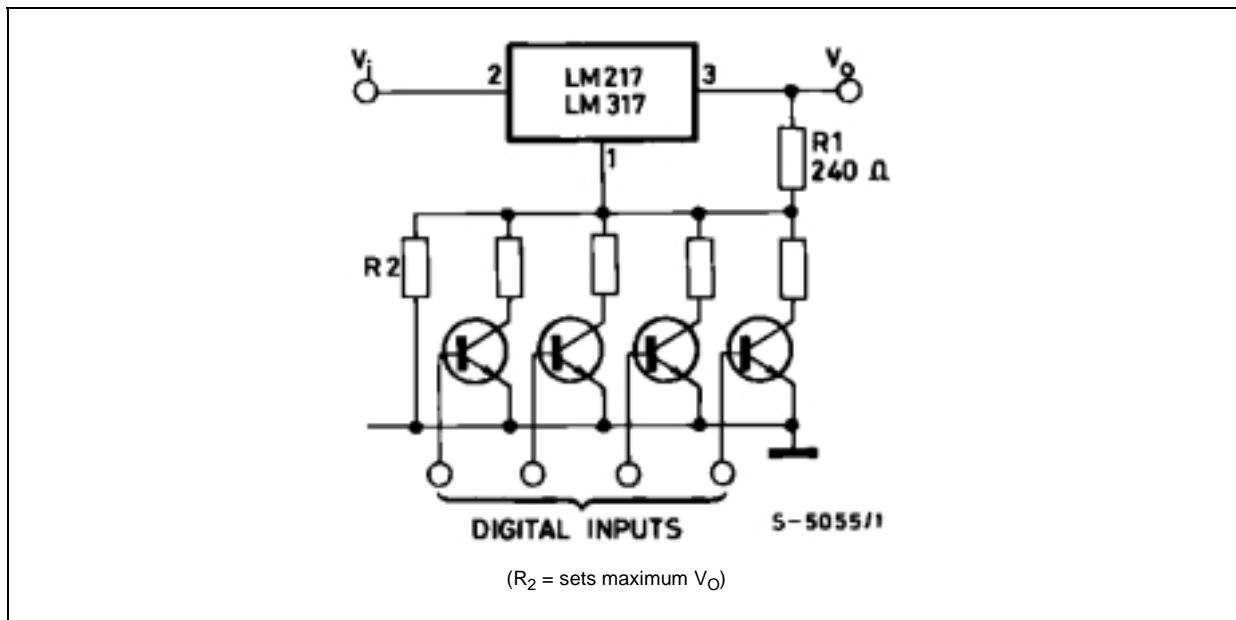 Vi
2
LM217
LM317
3
Vo
1
R1
240 Ω
R2
DIGITAL INPUTS
S-5055/1
(R2 = sets maximum VO)